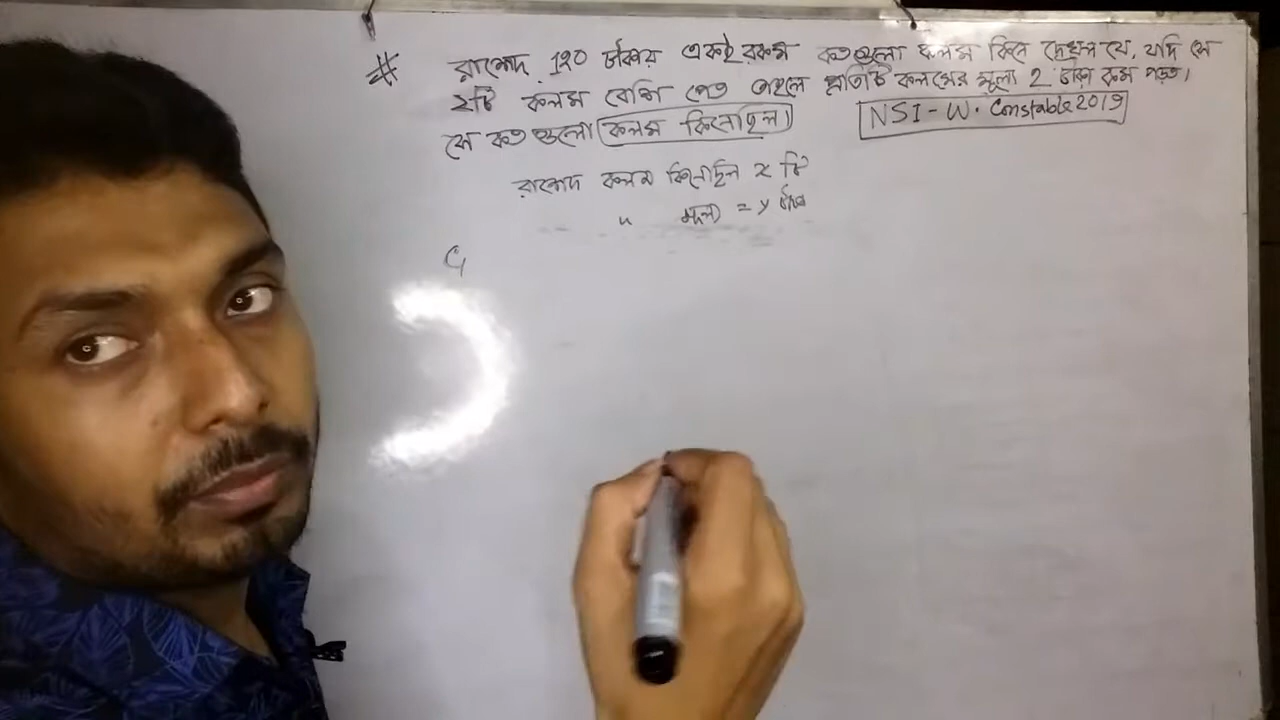 # রাশেদ 120 টাকায় একই রকম কতগুলো কলম কিনে দেখল যে, যদি সে
২টি কলম বেশি পেত তাহলে প্রতিটি কলমের মূল্য 2 টাকা কম পড়ত।
সে কতগুলো কলম কিনেছিল। NSI-W. Constable 2019
রাশেদ কলম কিনেছিল x টি
" মূল্য = y টাকা